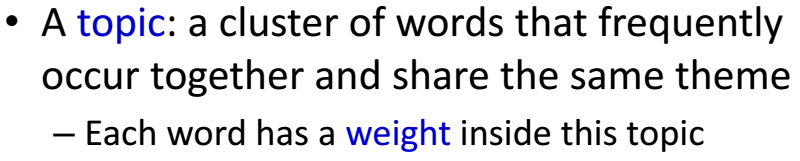 • A topic: a cluster of words that frequently
occur together and share the same theme
– Each word has a weight inside this topic